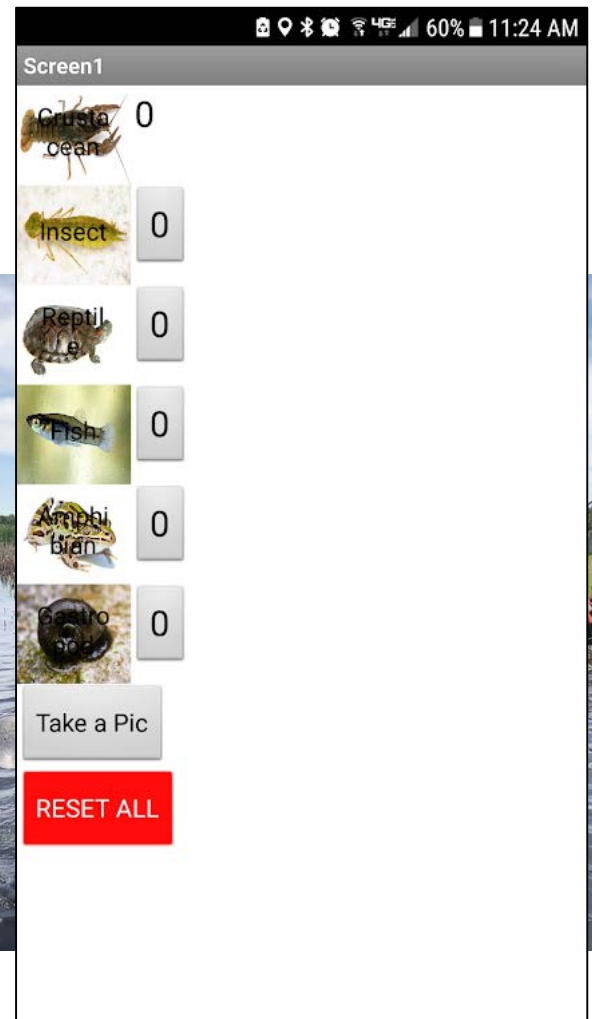 4G 60% 11:24 AM
Screen1
Crusta
cean
0
Insect
0
Reptil
e
0
Fish
0
Amphi
bian
0
Gastro
pod
0
Take a Pic
RESET ALL